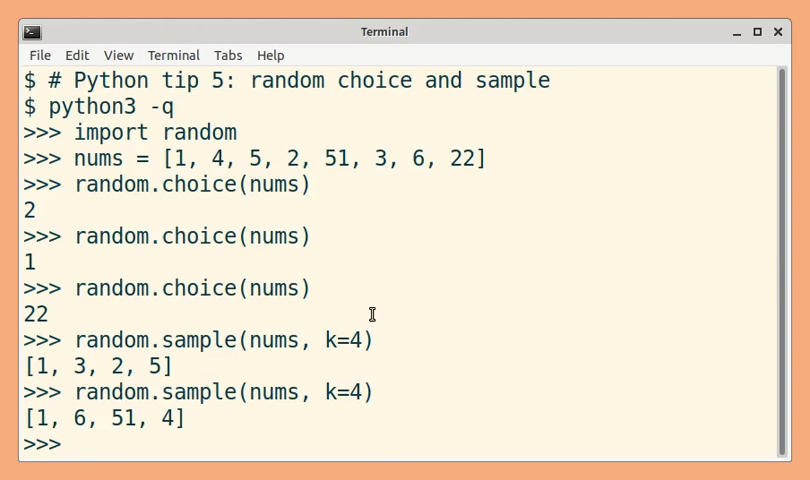 Terminal
File Edit View Terminal Tabs Help
$ # Python tip 5: random choice and sample
$ python3 -q
>>> import random
>>> nums = [1, 4, 5, 2, 51, 3, 6, 22]
>>> random.choice(nums)
2
>>> random.choice(nums)
1
>>> random.choice(nums)
22
>>> random.sample(nums, k=4)
[1, 3, 2, 5]
>>> random.sample(nums, k=4)
[1, 6, 51, 4]
>>>